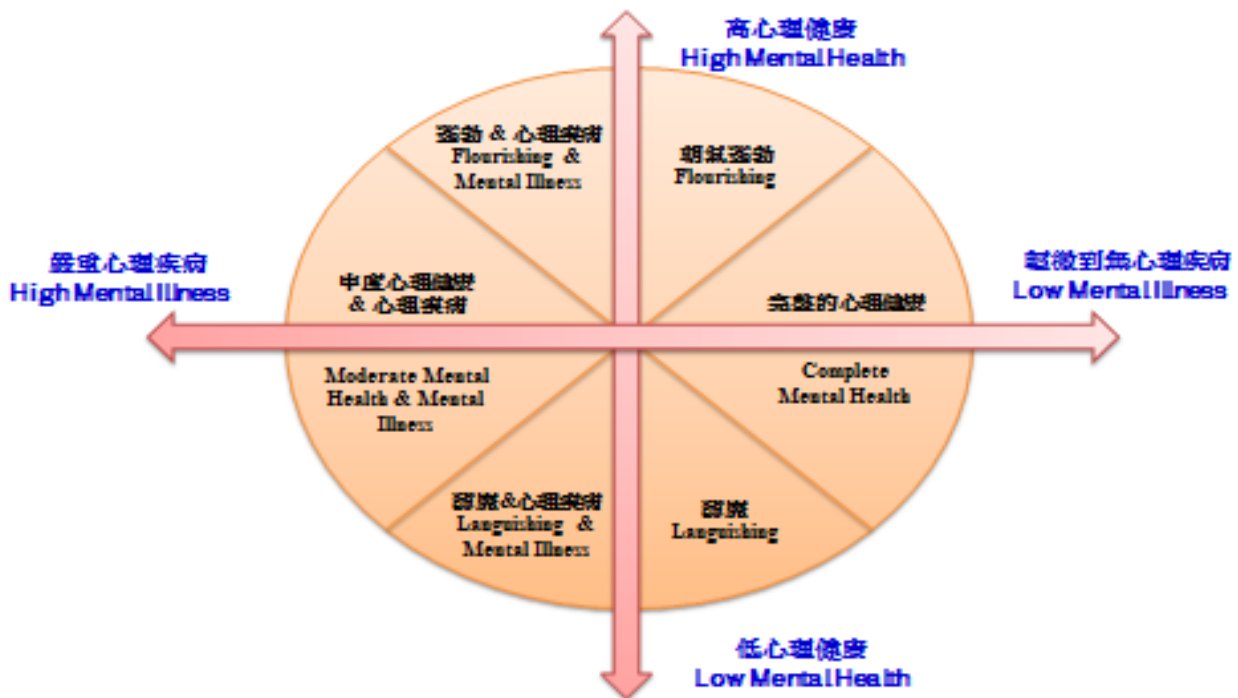 高心理健康
High Mental Health
蓬勃 & 心理疾病
Flourishing &
Mental Illness
朝氣蓬勃
Flourishing
嚴重心理疾病
High Mental Illness
中度心理健康
& 心理疾病
完整的心理健康
輕微到無心理疾病
Low Mental Illness
Moderate Mental
Health & Mental
Illness
Complete
Mental Health
&心理疾病
Languishing &
Mental Illness
Languishing
低心理健康
Low Mental Health